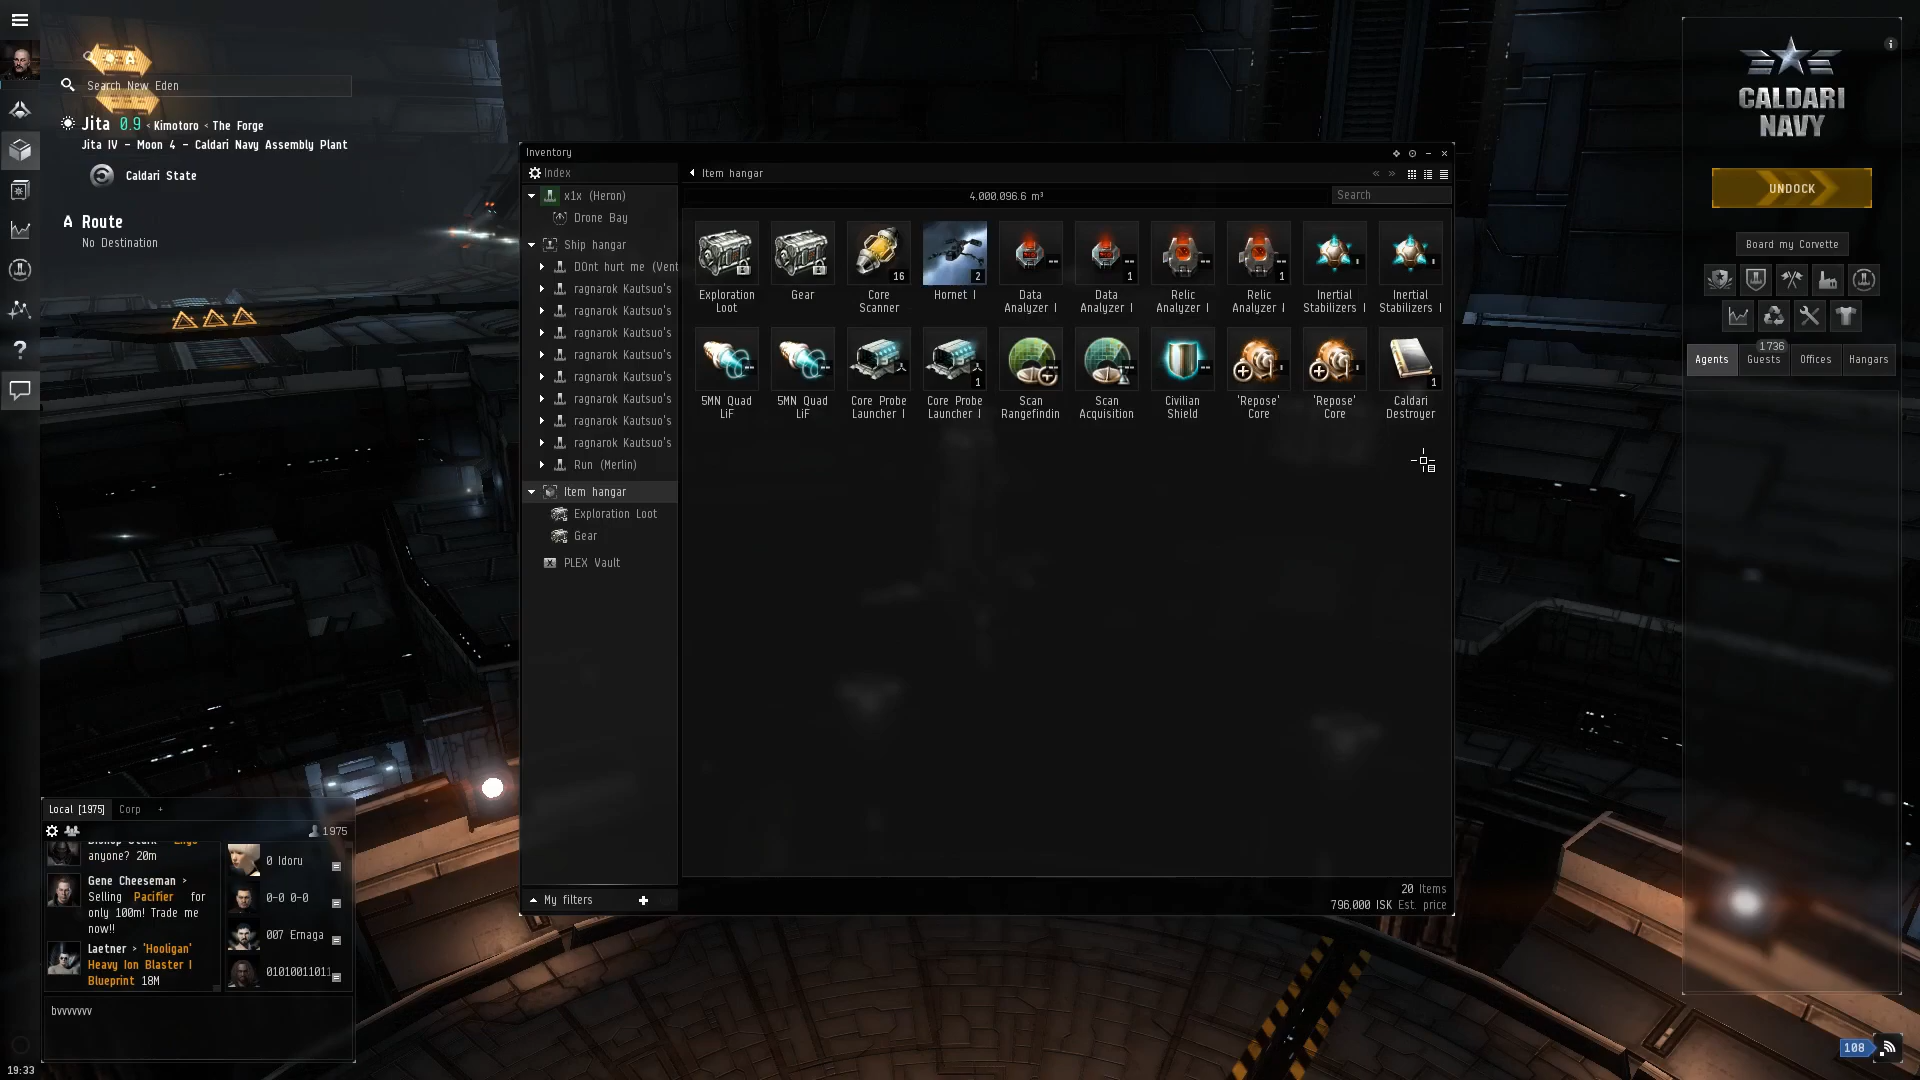 Search New Eden
Jita 0.9 < Kimotoro < The Forge
Jita IV - Moon 4 - Caldari Navy Assembly Plant
Caldari State
Route
No Destination
Inventory
Index
x1x (Heron)
Drone Bay
Ship hangar
DOnt hurt me (Vent
ragnarok Kautsuo's
ragnarok Kautsuo's
ragnarok Kautsuo's
ragnarok Kautsuo's
ragnarok Kautsuo's
ragnarok Kautsuo's
ragnarok Kautsuo's
ragnarok Kautsuo's
Run (Merlin)
Item hangar
Exploration Loot
Gear
PLEX Vault
My filters
Item hangar
4,000,096.6 m³
Search
16 2 1 1
Exploration Loot
Gear
Core Scanner
Hornet I
Data Analyzer I
Data Analyzer I
Relic Analyzer I
Relic Analyzer I
Inertial Stabilizers I
Inertial Stabilizers I
1 1
5MN Quad LiF
5MN Quad LiF
Core Probe Launcher I
Core Probe Launcher I
Scan Rangefindin
Scan Acquisition
Civilian Shield
'Repose' Core
'Repose' Core
Caldari Destroyer
20 Items
796,000 ISK Est. price
CALDARI
NAVY
UNDOCK
Board my Corvette
1736
Agents Guests Offices Hangars
Local [1975] Corp +
1975
anyone? 20m
Gene Cheeseman >
Selling Pacifier for
only 100m! Trade me
now!!
Laetner > 'Hooligan'
Heavy Ion Blaster I
Blueprint 18M
0 Idoru
0-0 0-0
007 Ernaga
bvvvvvvv
19:33
108